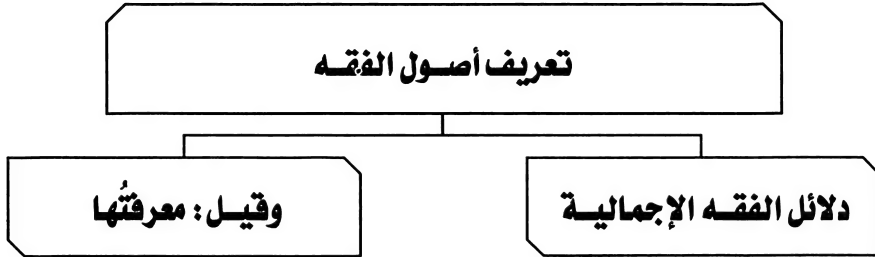 تعريف أصول الفقه
دلائل الفقه الإجمالية
وقيل: معرفتُها